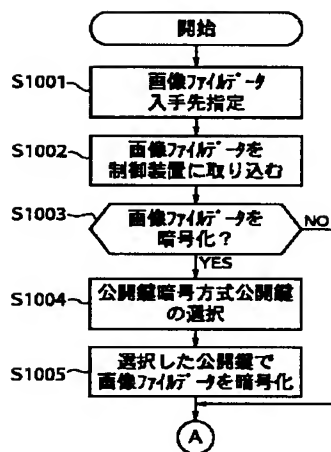 開始
S1001
画像ファイルデータ
入手先指定
S1002
画像ファイルデータを
制御装置に取り込む
S1003
画像ファイルデータを
暗号化？
NO
YES
S1004
公開鍵暗号方式公開鍵
の選択
S1005
選択した公開鍵で
画像ファイルデータを暗号化
A